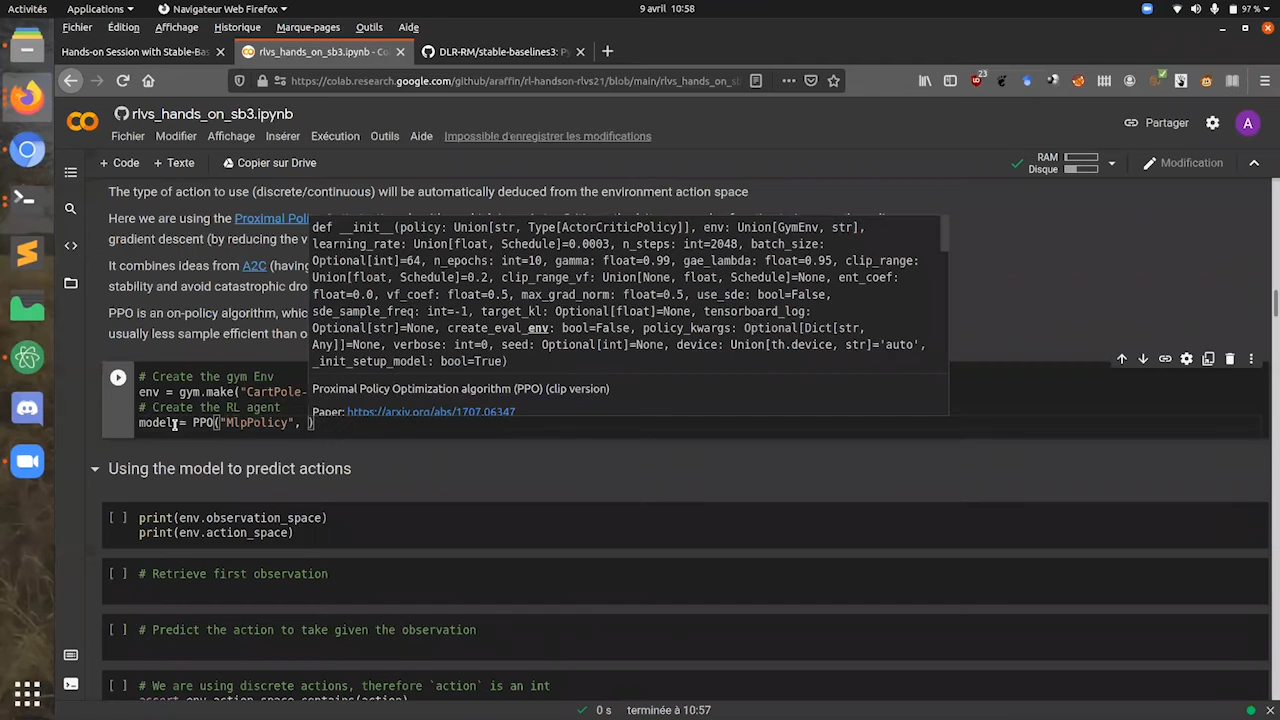 Activités Applications Navigateur Web Firefox 9 avril 10:58 97 %
Fichier Édition Affichage Historique Marque-pages Outils Aide
Hands-on Session with Stable-Bas rlvs_hands_on_sb3.ipynb - Co DLR-RM/stable-baselines3: Py
https://colab.research.google.com/github/araffin/rl-handson-rlvs21/blob/main/rlvs_hands_on_sb 23
rlvs_hands_on_sb3.ipynb
Partager A
Fichier Modifier Affichage Insérer Exécution Outils Aide Impossible d'enregistrer les modifications
+ Code + Texte Copier sur Drive RAM Disque Modification
The type of action to use (discrete/continuous) will be automatically deduced from the environment action space
Here we are using the Proximal Pol
gradient descent (by reducing the v
It combines ideas from A2C (having
stability and avoid catastrophic dro
PPO is an on-policy algorithm, whic
usually less sample efficient than o
def __init__(policy: Union[str, Type[ActorCriticPolicy]], env: Union[GymEnv, str],
learning_rate: Union[float, Schedule]=0.0003, n_steps: int=2048, batch_size:
Optional[int]=64, n_epochs: int=10, gamma: float=0.99, gae_lambda: float=0.95, clip_range:
Union[float, Schedule]=0.2, clip_range_vf: Union[None, float, Schedule]=None, ent_coef:
float=0.0, vf_coef: float=0.5, max_grad_norm: float=0.5, use_sde: bool=False,
sde_sample_freq: int=-1, target_kl: Optional[float]=None, tensorboard_log:
Optional[str]=None, create_eval_env: bool=False, policy_kwargs: Optional[Dict[str,
Any]]=None, verbose: int=0, seed: Optional[int]=None, device: Union[th.device, str]='auto',
_init_setup_model: bool=True)
Proximal Policy Optimization algorithm (PPO) (clip version)
Paper: https://arxiv.org/abs/1707.06347
# Create the gym Env
env = gym.make("CartPole-
# Create the RL agent
model = PPO("MlpPolicy", )
Using the model to predict actions
[ ] print(env.observation_space)
print(env.action_space)
[ ] # Retrieve first observation
[ ] # Predict the action to take given the observation
[ ] # We are using discrete actions, therefore `action` is an int
assert env.action_space.contains(action)
0 s terminée à 10:57